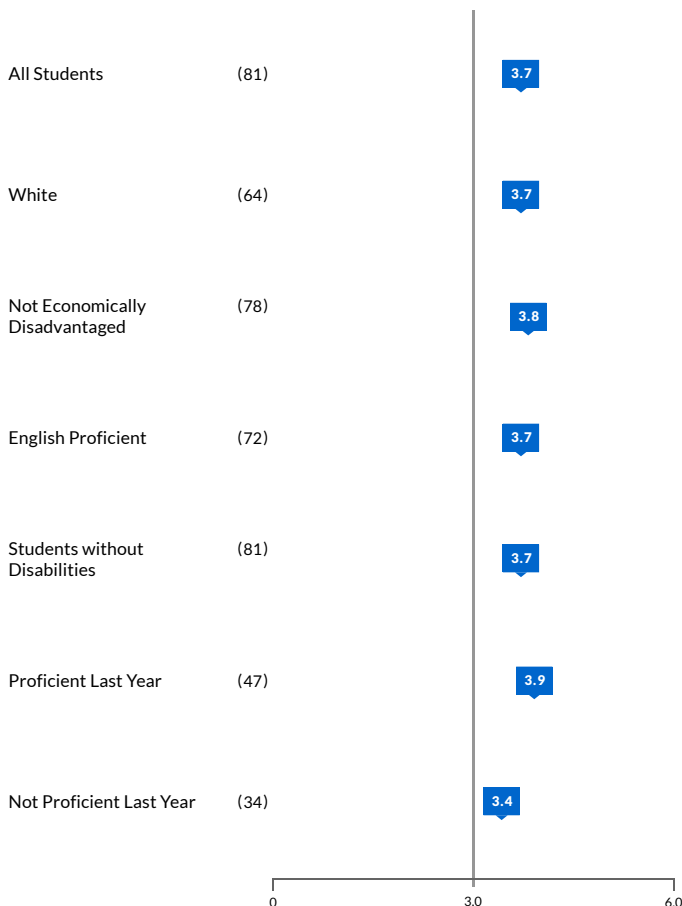 All Students (81) 3.7
White (64) 3.7
Not Economically (78)
Disadvantaged 3.8
English Proficient (72) 3.7
Students without (81)
Disabilities 3.7
Proficient Last Year (47) 3.9
Not Proficient Last Year (34) 3.4
0 3.0 6.0